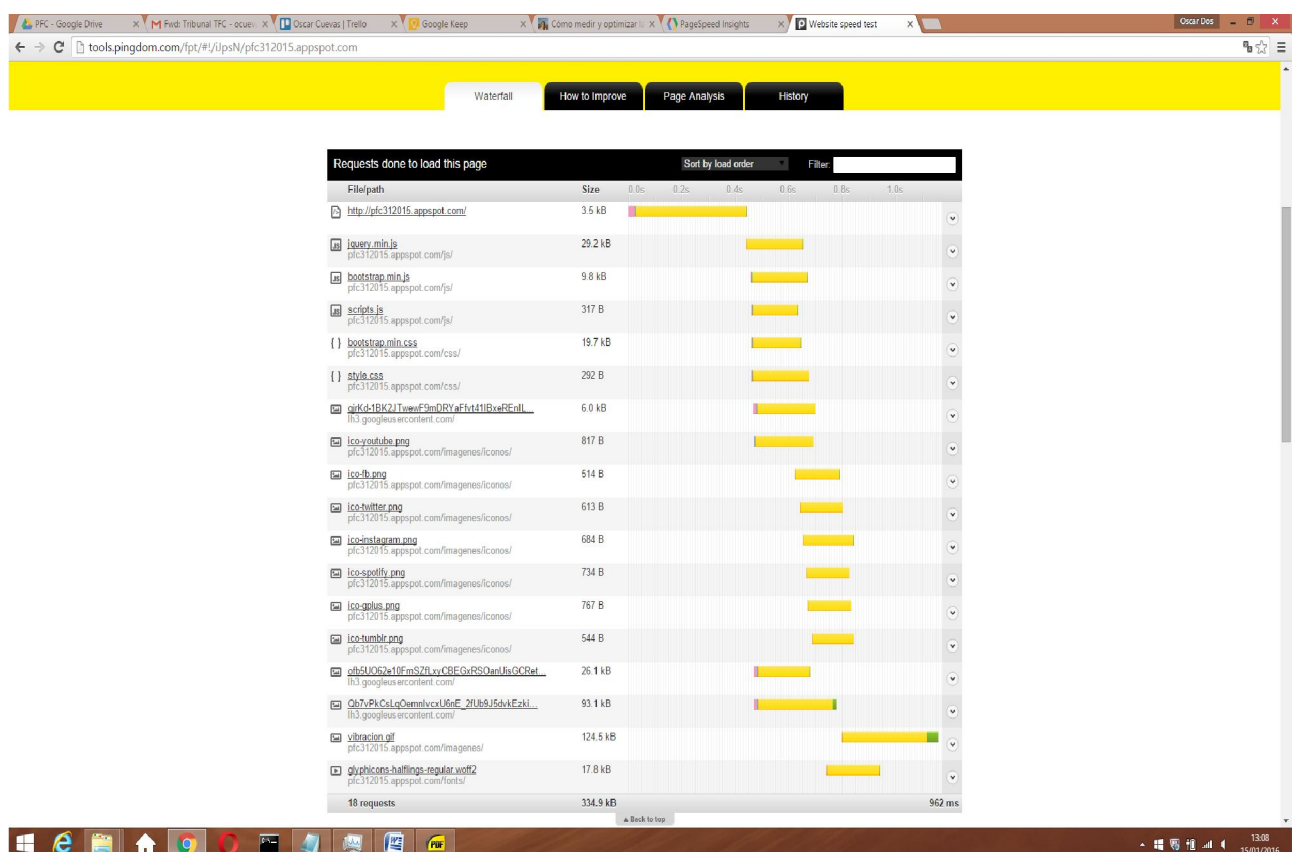 PFC - Google Drive
Fwd: Tribunal TFC - ocuev
Oscar Cuevas | Trello
Google Keep
Cómo medir y optimizar l
PageSpeed Insights
Website speed test
Oscar Dos
tools.pingdom.com/fpt/#!/iJpsN/pfc312015.appspot.com
Waterfall
How to Improve
Page Analysis
History
Requests done to load this page
Sort by load order
Filter:
File/path Size 0.0s 0.2s 0.4s 0.6s 0.8s 1.0s
http://pfc312015.appspot.com/ 3.5 kB
jquery.min.js 29.2 kB
pfc312015.appspot.com/js/
bootstrap.min.js 9.8 kB
pfc312015.appspot.com/js/
scripts.js 317 B
pfc312015.appspot.com/js/
bootstrap.min.css 19.7 kB
pfc312015.appspot.com/css/
style.css 292 B
pfc312015.appspot.com/css/
6.0 kB
lh3.googleusercontent.com/
ico-youtube.png 817 B
pfc312015.appspot.com/imagenes/iconos/
ico-fb.png 514 B
pfc312015.appspot.com/imagenes/iconos/
ico-twitter.png 613 B
pfc312015.appspot.com/imagenes/iconos/
ico-instagram.png 684 B
pfc312015.appspot.com/imagenes/iconos/
ico-spotify.png 734 B
pfc312015.appspot.com/imagenes/iconos/
ico-gplus.png 767 B
pfc312015.appspot.com/imagenes/iconos/
ico-tumblr.png 544 B
pfc312015.appspot.com/imagenes/iconos/
26.1 kB
lh3.googleusercontent.com/
93.1 kB
lh3.googleusercontent.com/
vibracion.gif 124.5 kB
pfc312015.appspot.com/imagenes/
glyphicons-halflings-regular.woff2 17.8 kB
pfc312015.appspot.com/fonts/
18 requests 334.9 kB 962 ms
Back to top
PDF
13:08
15/01/2016